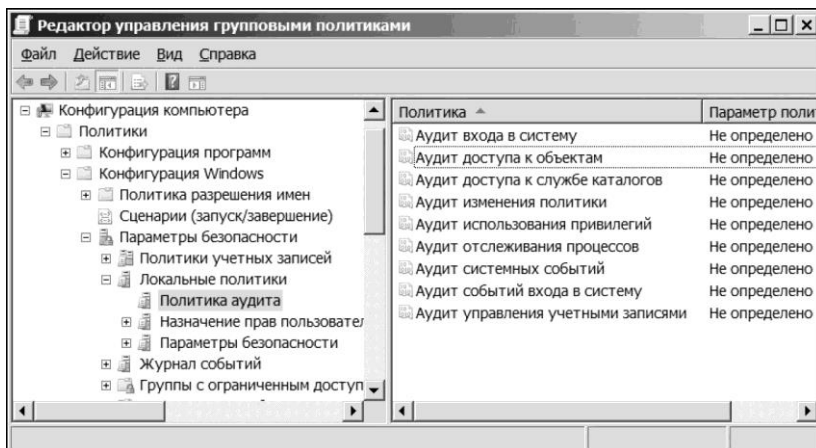 Редактор управления групповыми политиками
Файл Действие Вид Справка
Конфигурация компьютера
Политики
Конфигурация программ
Конфигурация Windows
Политика разрешения имен
Сценарии (запуск/завершение)
Параметры безопасности
Политики учетных записей
Локальные политики
Политика аудита
Назначение прав пользовател
Параметры безопасности
Журнал событий
Группы с ограниченным доступ
Политика Параметр поли
Аудит входа в систему Не определено
Аудит доступа к объектам Не определено
Аудит доступа к службе каталогов Не определено
Аудит изменения политики Не определено
Аудит использования привилегий Не определено
Аудит отслеживания процессов Не определено
Аудит системных событий Не определено
Аудит событий входа в систему Не определено
Аудит управления учетными записями Не определено